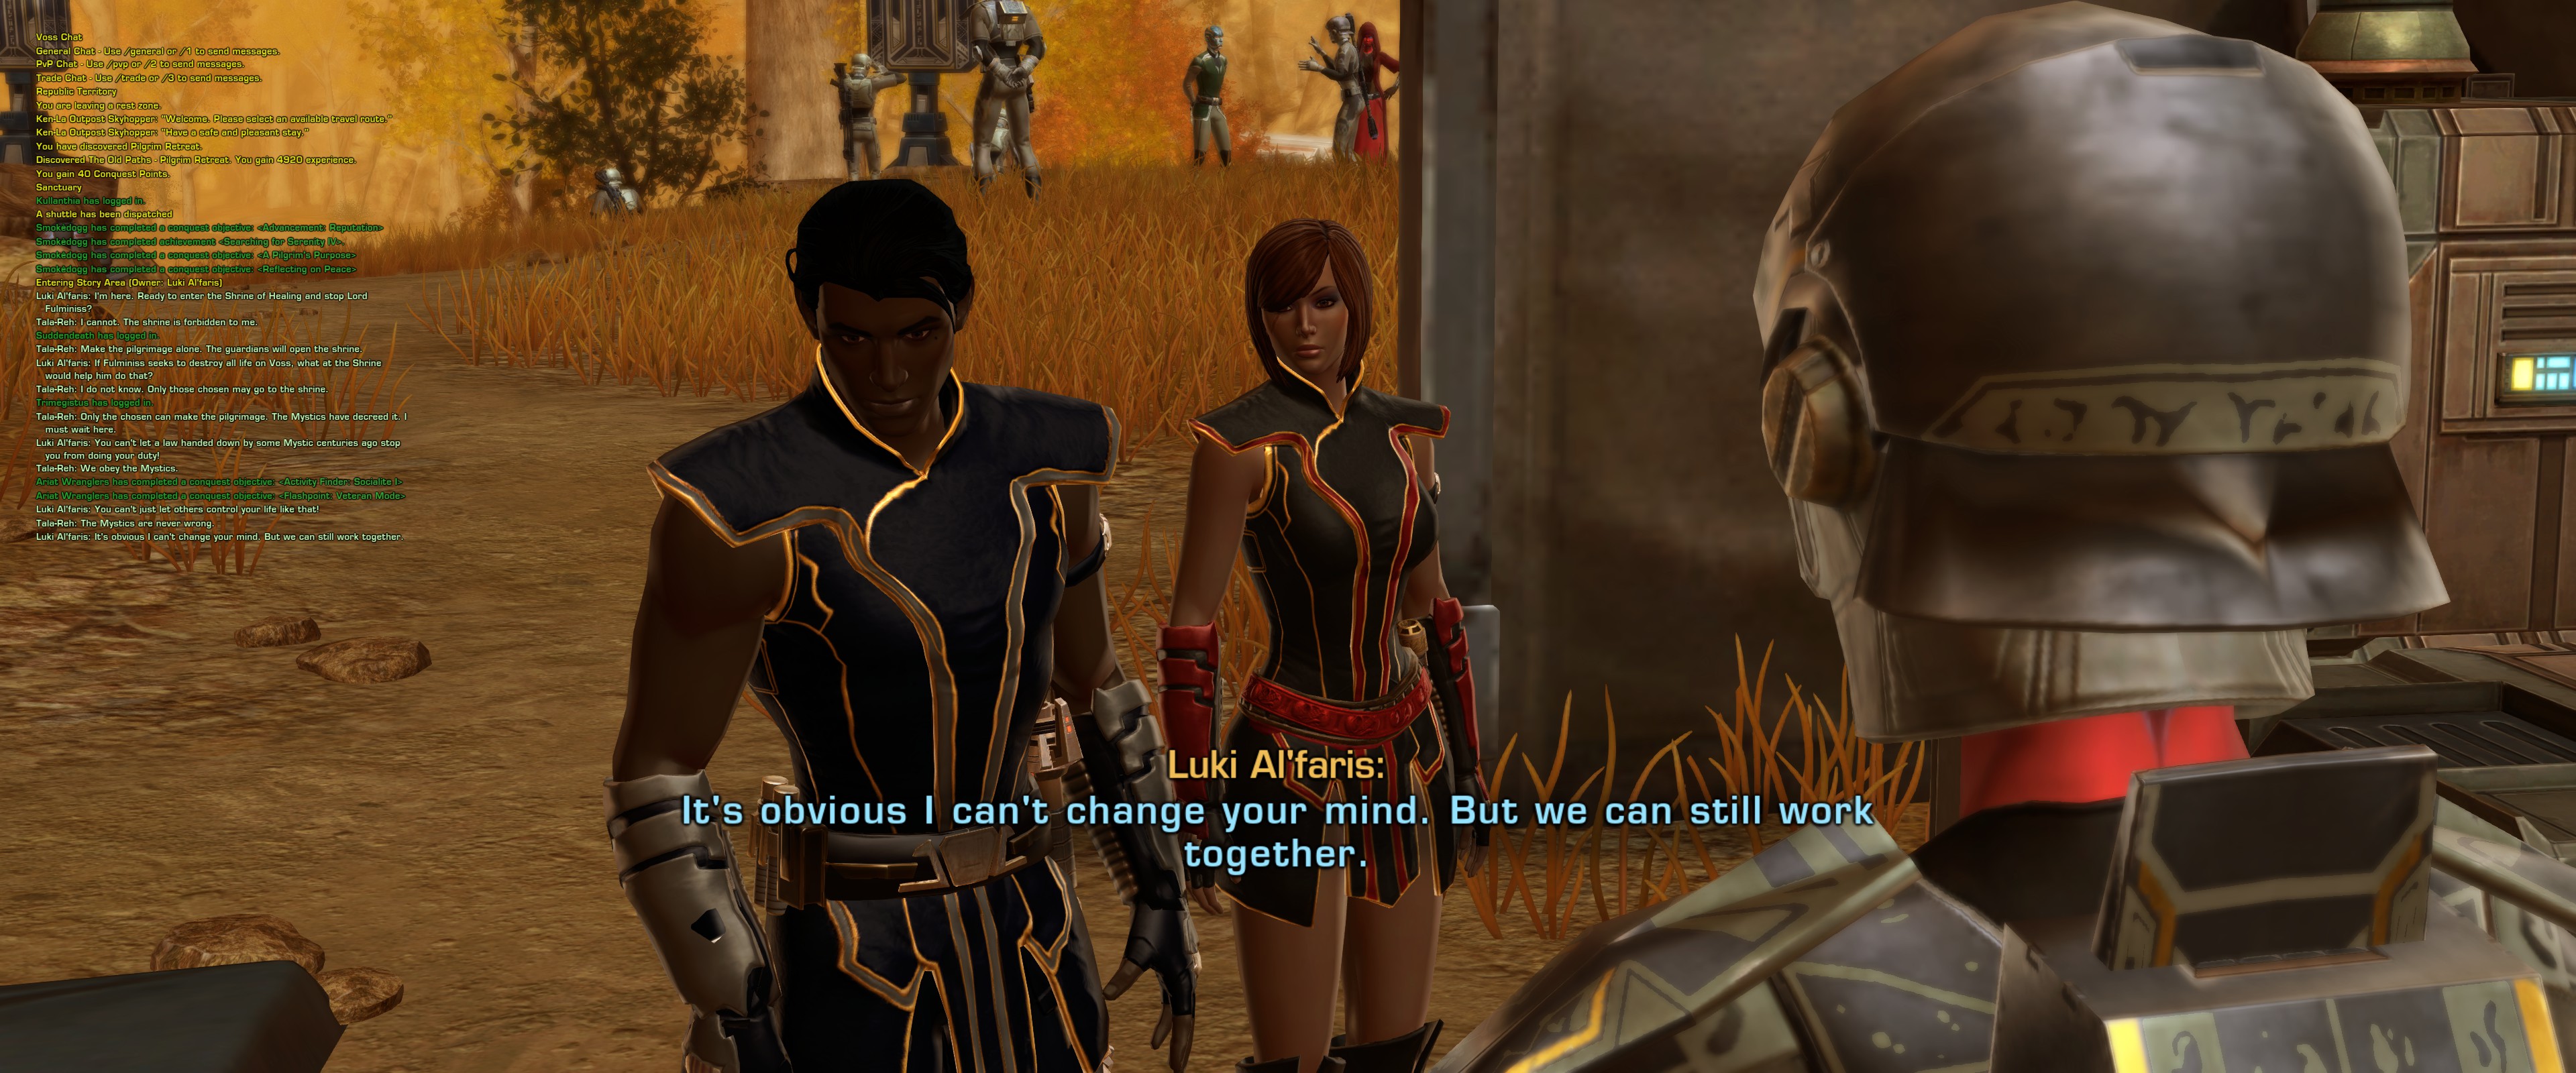 Voss Chat
General Chat - Use /general or /1 to send messages.
PvP Chat - Use /pvp or /2 to send messages.
Trade Chat - Use /trade or /3 to send messages.
Republic Territory
You are leaving a rest zone.
Ken-La Outpost Skyhopper: "Welcome. Please select an available travel route."
Ken-La Outpost Skyhopper: "Have a safe and pleasant stay."
You have discovered Pilgrim Retreat.
Discovered The Old Paths - Pilgrim Retreat. You gain 4920 experience.
You gain 40 Conquest Points.
Sanctuary
Kulianthia has logged in.
A shuttle has been dispatched
Smokédogg has completed a conquest objective: <Advancement: Reputation>
Smokédogg has completed achievement <Searching for Serenity IV>.
Smokédogg has completed a conquest objective: <A Pilgrim's Purpose>
Smokédogg has completed a conquest objective: <Reflecting on Peace>
Entering Story Area (Owner: Luki Al'faris)
Luki Al'faris: I'm here. Ready to enter the Shrine of Healing and stop Lord
Fulminiss?
Tala-Reh: I cannot. The shrine is forbidden to me.
Suddendeath has logged in.
Tala-Reh: Make the pilgrimage alone. The guardians will open the shrine.
Luki Al'faris: If Fulminiss seeks to destroy all life on Voss, what at the Shrine
would help him do that?
Tala-Reh: I do not know. Only those chosen may go to the shrine.
Trimegistus has logged in.
Tala-Reh: Only the chosen can make the pilgrimage. The Mystics have decreed it. I
must wait here.
Luki Al'faris: You can't let a law handed down by some Mystic centuries ago stop
you from doing your duty!
Tala-Reh: We obey the Mystics.
Ariat Wranglers has completed a conquest objective: <Activity Finder: Socialite I>
Ariat Wranglers has completed a conquest objective: <Flashpoint: Veteran Mode>
Luki Al'faris: You can't just let others control your life like that!
Tala-Reh: The Mystics are never wrong.
Luki Al'faris: It's obvious I can't change your mind. But we can still work together.
Luki Al'faris:
It's obvious I can't change your mind. But we can still work
together.